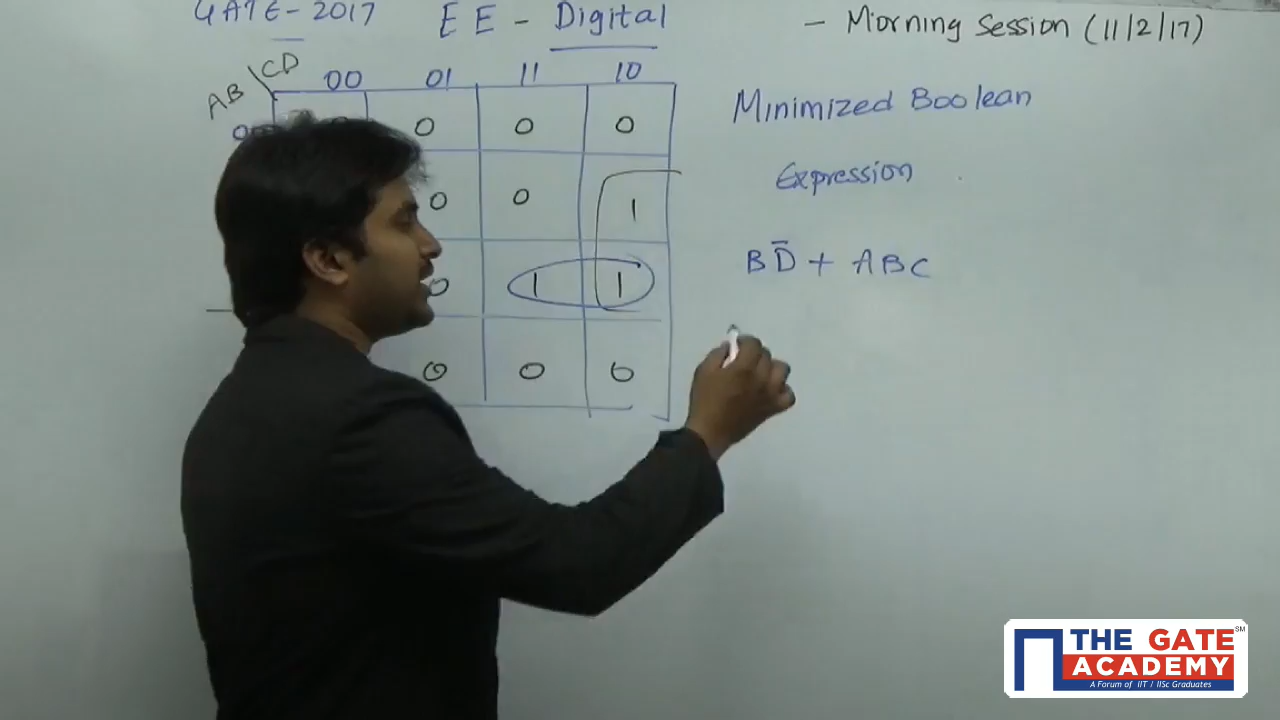 GATE-2017 EE - Digital - Morning Session (11/2/17)
AB CD 00 01 11 10
0 0 0
0 0 1
0 1 1
0 0 0
Minimized Boolean
Expression
BD̅ + ABC
THE GATE
ACADEMY
A Forum of IIT / IISc Graduates
SM